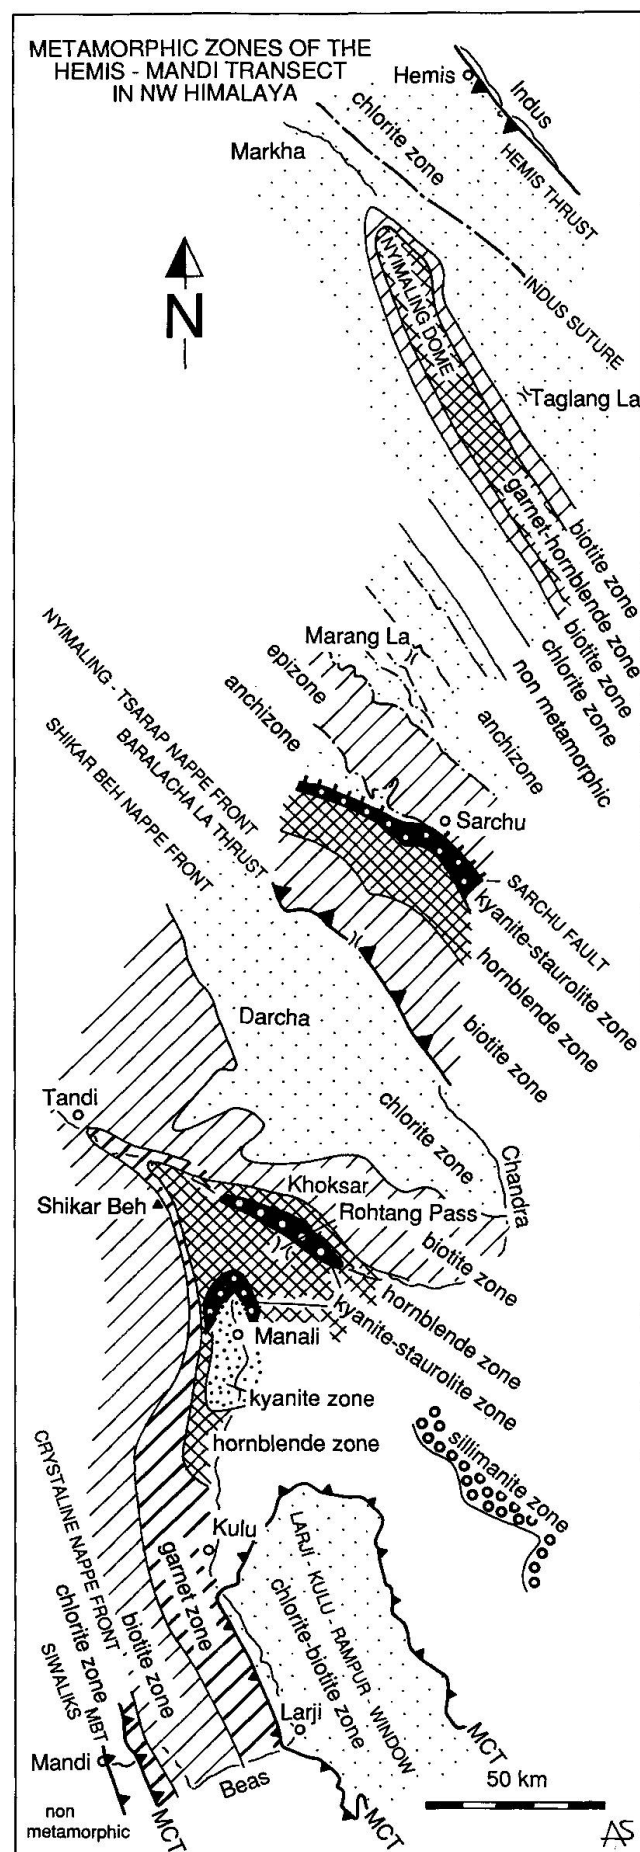 METAMORPHIC ZONES OF THE
HEMIS - MANDI TRANSECT
IN NW HIMALAYA
Hemis
Indus
chlorite zone
HEMIS THRUST
Markha
INDUS SUTURE
N
NYIMALING DOME
Taglang La
garnet-hornblende zone
biotite zone
biotite zone
chlorite zone
non metamorphic
Marang La
epizone
anchizone
anchizone
NYIMALING - TSARAP NAPPE FRONT
BARALACHA LA THRUST
SHIKAR BEH NAPPE FRONT
Sarchu
SARCHU FAULT
kyanite-staurolite zone
hornblende zone
biotite zone
Darcha
chlorite zone
Chandra
Tandi
Khoksar
Shikar Beh
Rohtang Pass
biotite zone
hornblende zone
kyanite-staurolite zone
Manali
kyanite zone
hornblende zone
sillimanite zone
Kulu
LARJI - KULU - RAMPUR - WINDOW
chlorite-biotite zone
garnet zone
biotite zone
CRYSTALINE NAPPE FRONT
chlorite zone
MBT
SIWALIKS
Larji
Mandi
Beas
MCT
50 km
non
metamorphic
MCT
MCT
AS